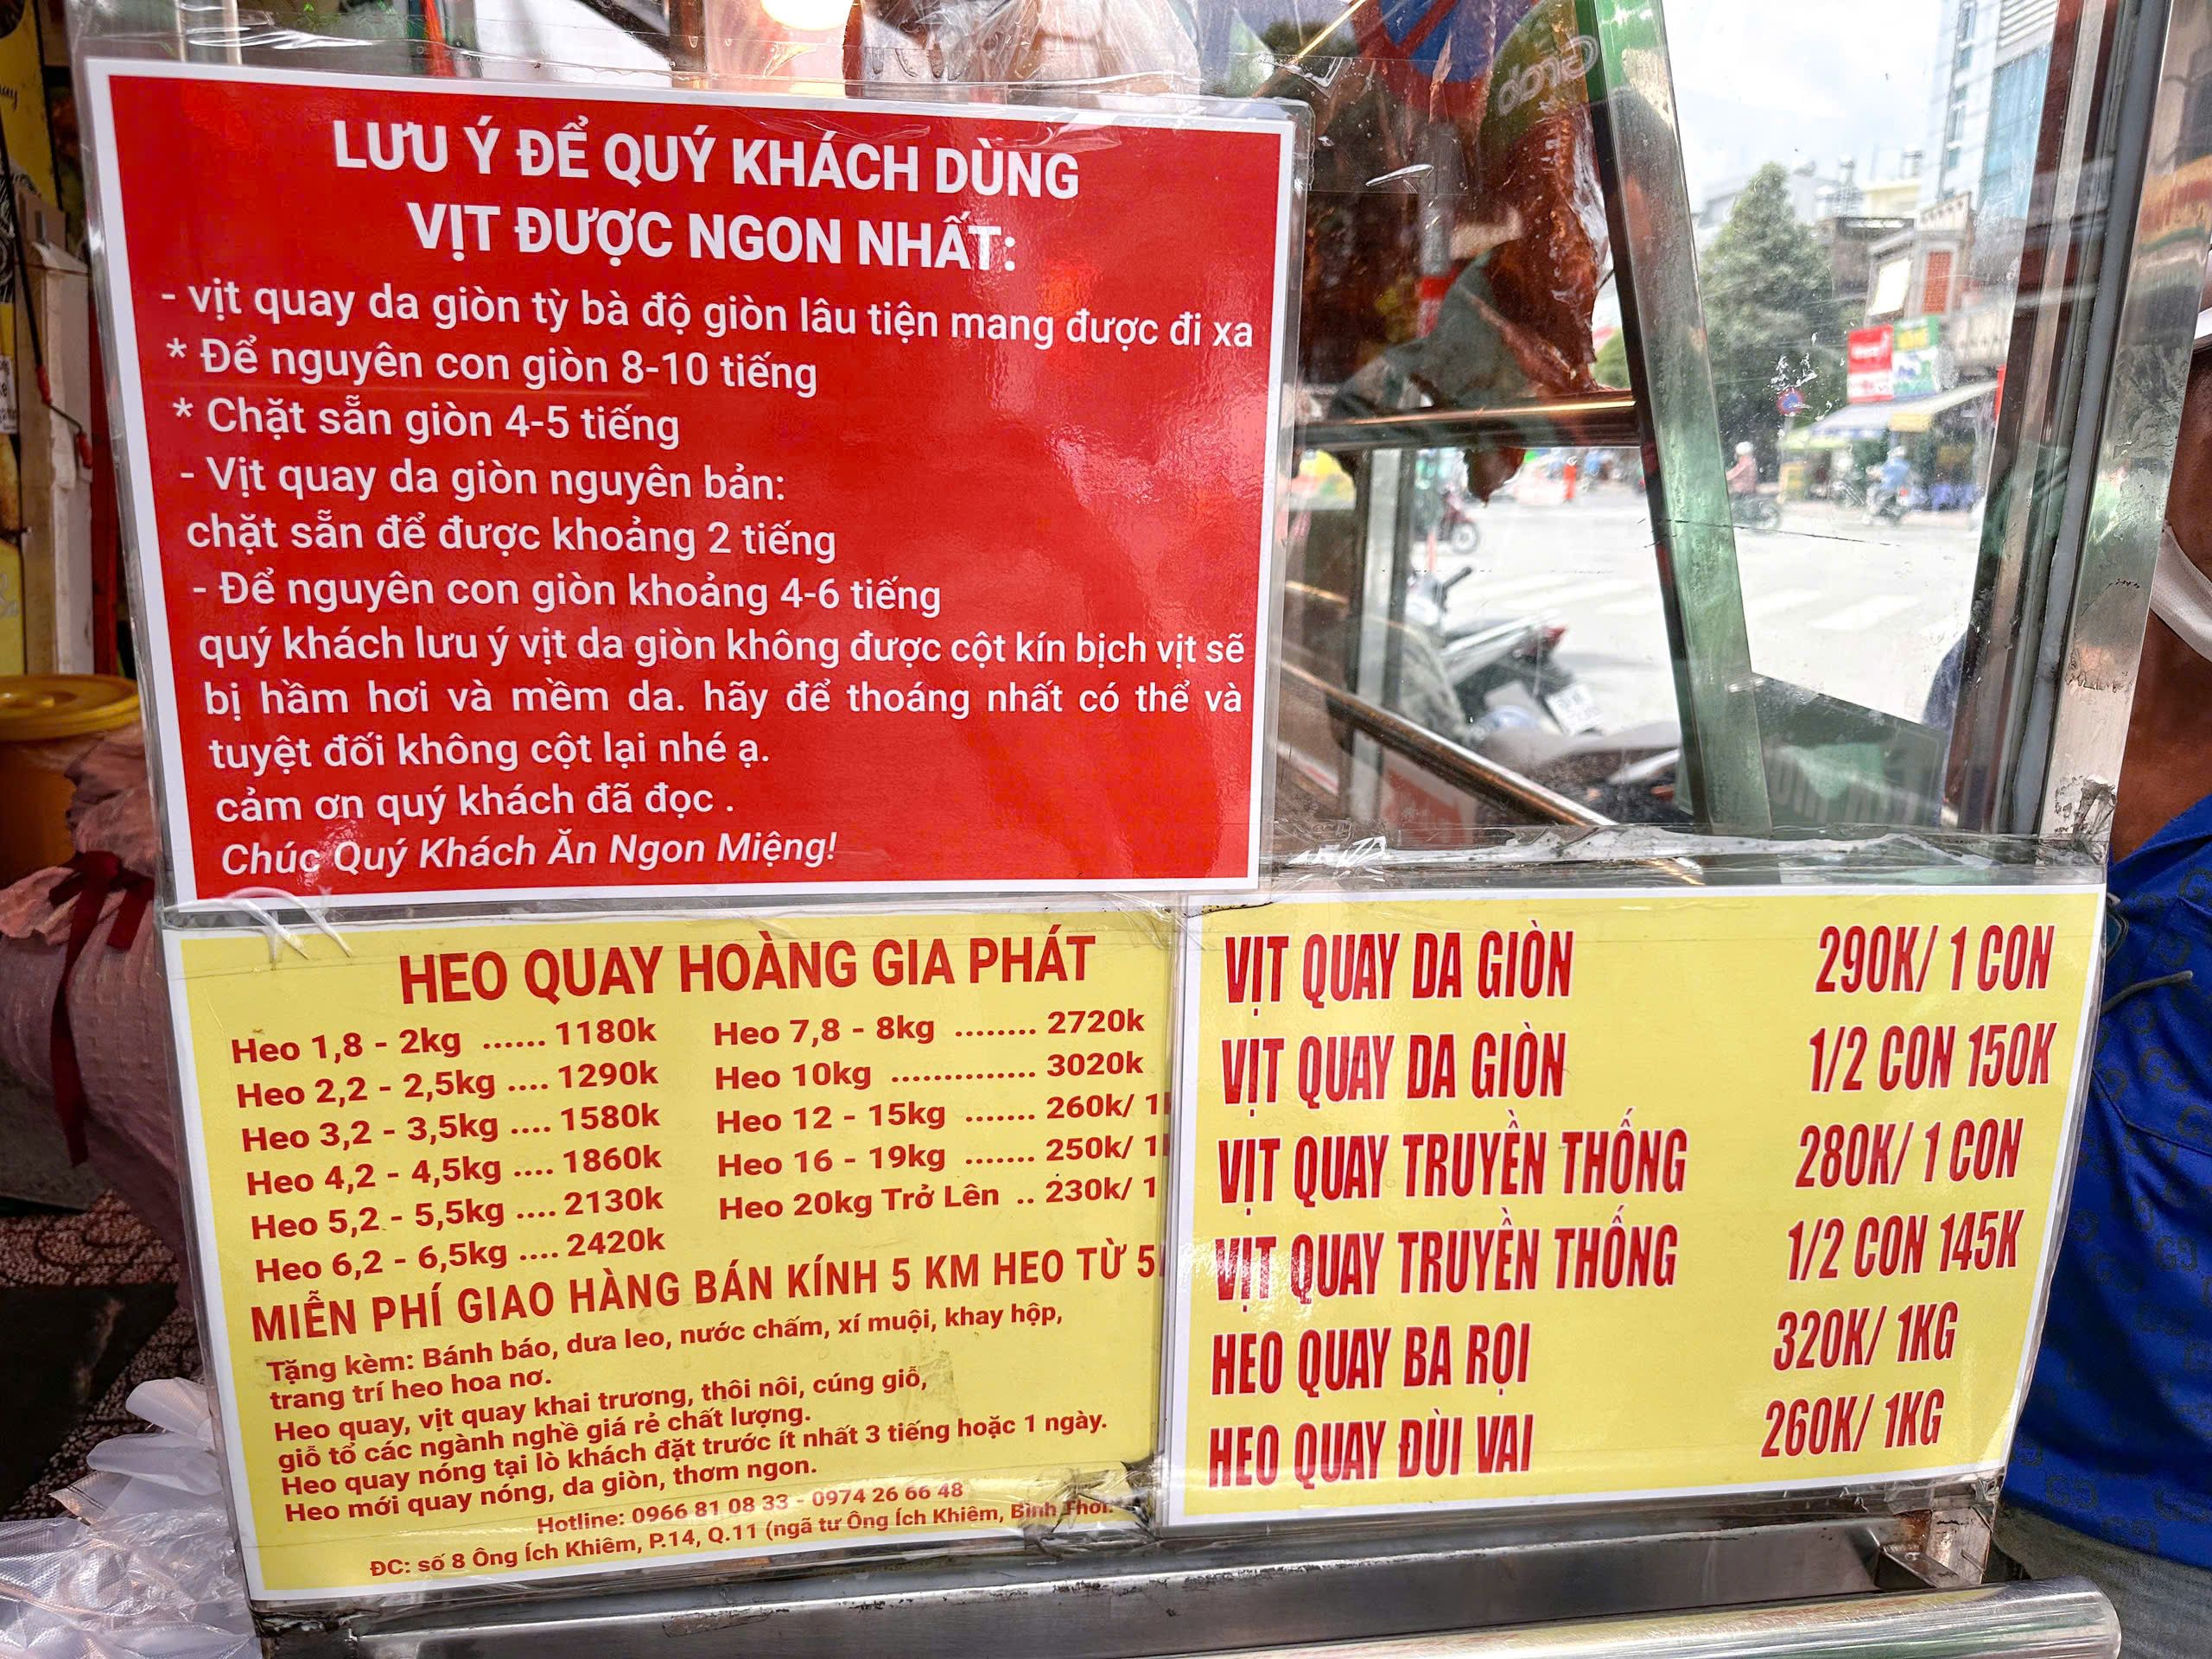 LƯU Ý ĐỂ QUÝ KHÁCH DÙNG
VỊT ĐƯỢC NGON NHẤT:
- vịt quay da giòn tỳ bà độ giòn lâu tiện mang được đi xa
* Để nguyên con giòn 8-10 tiếng
* Chặt sẵn giòn 4-5 tiếng
- Vịt quay da giòn nguyên bản:
chặt sẵn để được khoảng 2 tiếng
- Để nguyên con giòn khoảng 4-6 tiếng
quý khách lưu ý vịt da giòn không được cột kín bịch vịt sẽ
bị hầm hơi và mềm da. hãy để thoáng nhất có thể và
tuyệt đối không cột lại nhé ạ.
cảm ơn quý khách đã đọc .
Chúc Quý Khách Ăn Ngon Miệng!
HEO QUAY HOÀNG GIA PHÁT
Heo 1,8 - 2kg ...... 1180k
Heo 2,2 - 2,5kg .... 1290k
Heo 3,2 - 3,5kg .... 1580k
Heo 4,2 - 4,5kg .... 1860k
Heo 5,2 - 5,5kg .... 2130k
Heo 6,2 - 6,5kg .... 2420k
Heo 7,8 - 8kg ........ 2720k
Heo 10kg .............. 3020k
Heo 12 - 15kg ....... 260k/ 1
Heo 16 - 19kg ....... 250k/ 1
Heo 20kg Trở Lên .. 230k/ 1
MIỄN PHÍ GIAO HÀNG BÁN KÍNH 5 KM HEO TỪ 5
Tặng kèm: Bánh báo, dưa leo, nước chấm, xí muội, khay hộp,
trang trí heo hoa nơ.
Heo quay, vịt quay khai trương, thôi nôi, cúng giỗ,
giỗ tổ các ngành nghề giá rẻ chất lượng.
Heo quay nóng tại lò khách đặt trước ít nhất 3 tiếng hoặc 1 ngày.
Heo mới quay nóng, da giòn, thơm ngon.
Hotline: 0966 81 08 33 - 0974 26 66 48
ĐC: số 8 Ông Ích Khiêm, P.14, Q.11 (ngã tư Ông Ích Khiêm, Bình Thới
VỊT QUAY DA GIÒN 290K/ 1 CON
VỊT QUAY DA GIÒN 1/2 CON 150K
VỊT QUAY TRUYỀN THỐNG 280K/ 1 CON
VỊT QUAY TRUYỀN THỐNG 1/2 CON 145K
HEO QUAY BA RỌI 320K/ 1KG
HEO QUAY ĐÙI VAI 260K/ 1KG